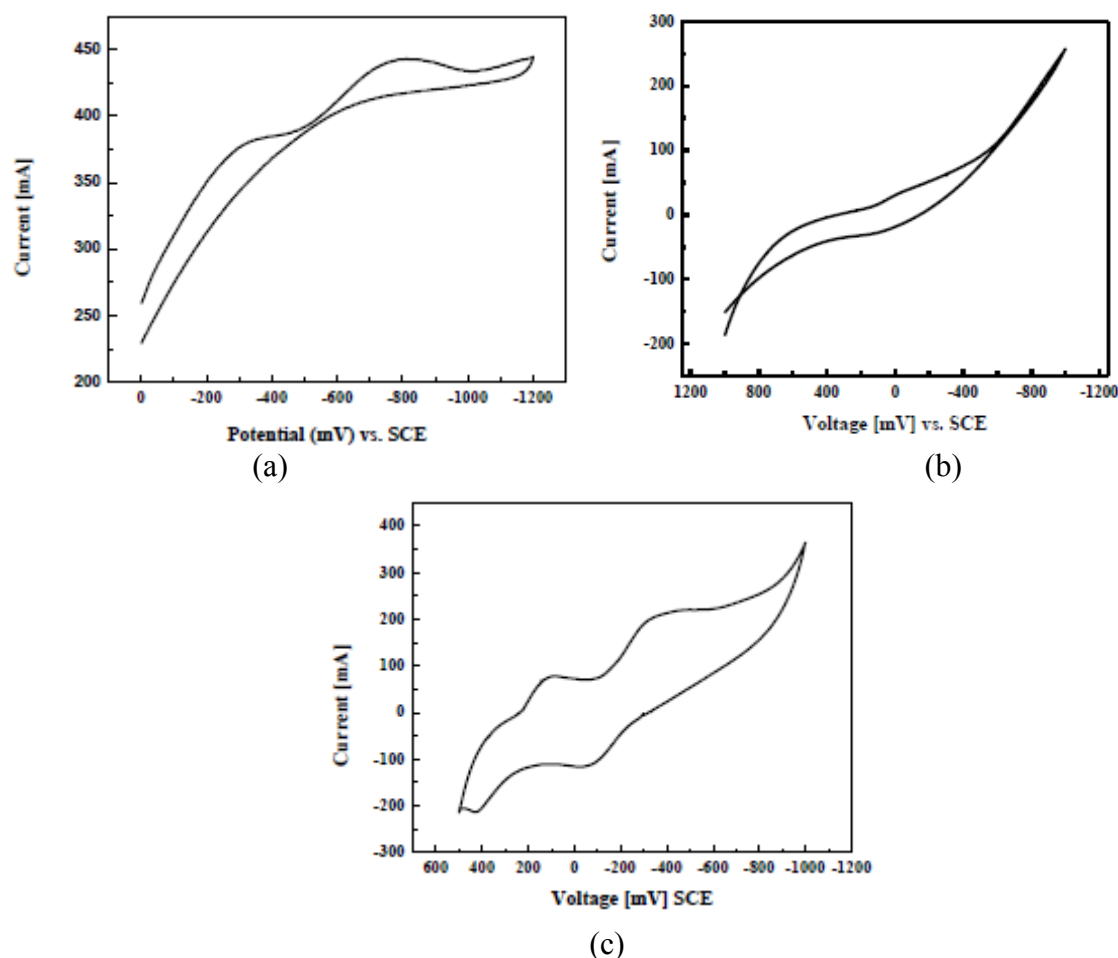 450
400
350
300
250
200
Current [mA]
0 -200 -400 -600 -800 -1000 -1200
Potential (mV) vs. SCE
(a)
300
200
100
0
-100
-200
Current [mA]
1200 800 400 0 -400 -800 -1200
Voltage [mV] vs. SCE
(b)
400
300
200
100
0
-100
-200
-300
Current [mA]
600 400 200 0 -200 -400 -600 -800 -1000 -1200
Voltage [mV] SCE
(c)